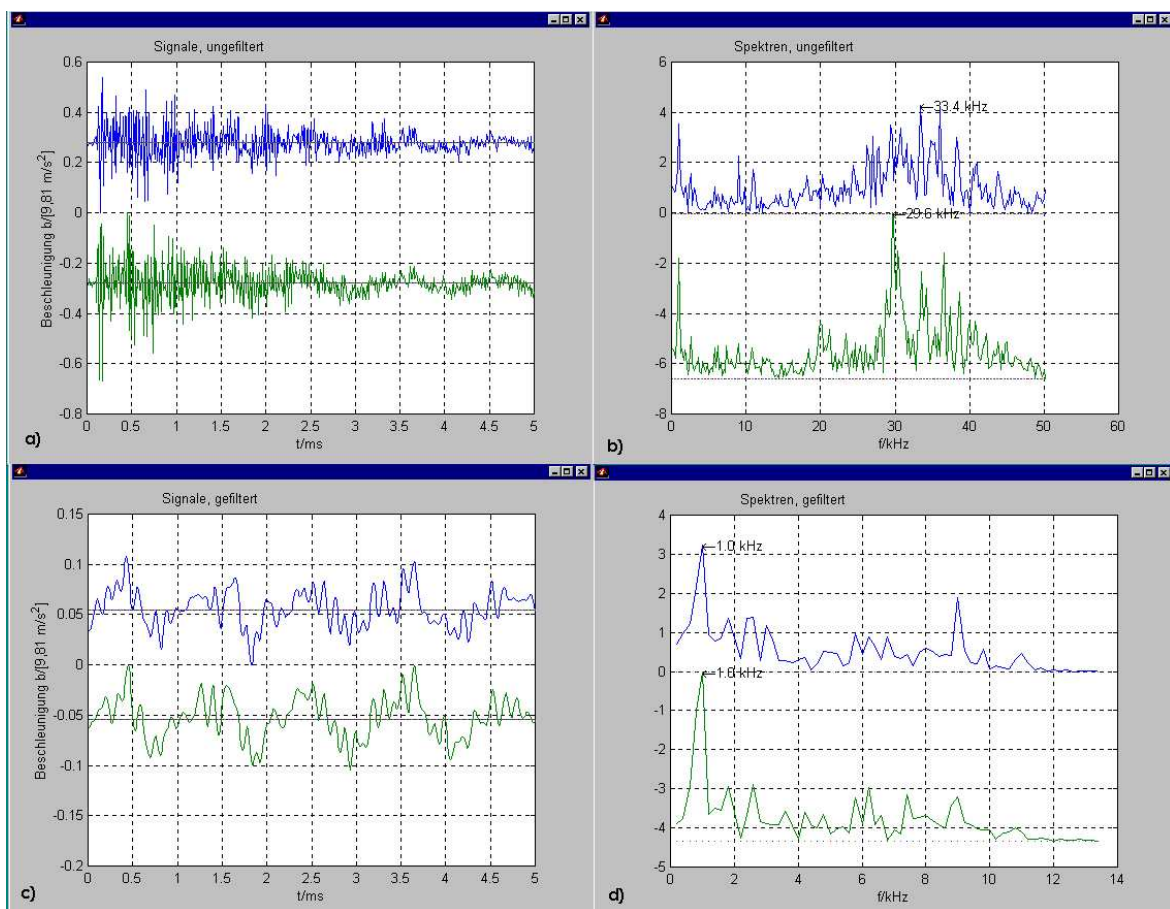 Signale, ungefiltert
Beschleunigung b/[9,81 m/s²]
0.6
0.4
0.2
0
-0.2
-0.4
-0.6
-0.8
0 0.5 1 1.5 2 2.5 3 3.5 4 4.5 5
t/ms
a)
Spektren, ungefiltert
6
4
2
0
-2
-4
-6
-8
33.4 kHz
29.6 kHz
0 10 20 30 40 50 60
f/kHz
b)
Signale, gefiltert
Beschleunigung b/[9,81 m/s²]
0.15
0.1
0.05
0
-0.05
-0.1
-0.15
-0.2
0 0.5 1 1.5 2 2.5 3 3.5 4 4.5 5
t/ms
c)
Spektren, gefiltert
4
3
2
1
0
-1
-2
-3
-4
-5
1.0 kHz
1.0 kHz
0 2 4 6 8 10 12 14
f/kHz
d)